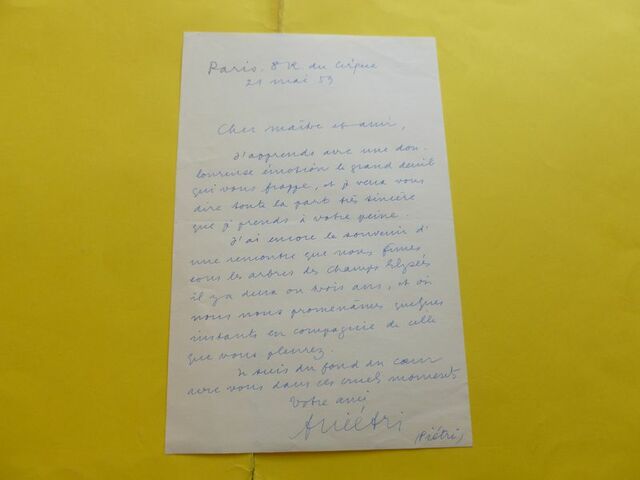 Paris. 8 R. du Cirque
21 mai 53
Cher maître et ami,
J'apprends avec une dou-
loureuse émotion le grand deuil
qui vous frappe, et je veux vous
dire toute la part très sincère
que je prends à votre peine.
J'ai encore le souvenir d'
une rencontre que nous fîmes
sous les arbres des Champs Elysées
il y a deux ou trois ans, et où
nous nous promenâmes quelques
instants en compagnie de celle
que vous pleurez.
Je suis du fond du cœur
avec vous dans ces cruels moments
Votre ami
(Piétri)